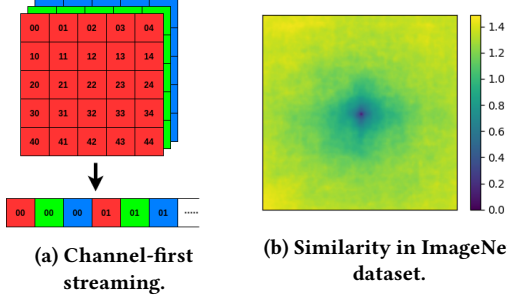 00 01 02 03 04
10 11 12 13 14
20 21 22 23 24
30 31 32 33 34
40 41 42 43 44
00 00 00 01 01 01 .....
(a) Channel-first
streaming.
1.4
1.2
1.0
0.8
0.6
0.4
0.2
0.0
(b) Similarity in ImageNe
dataset.